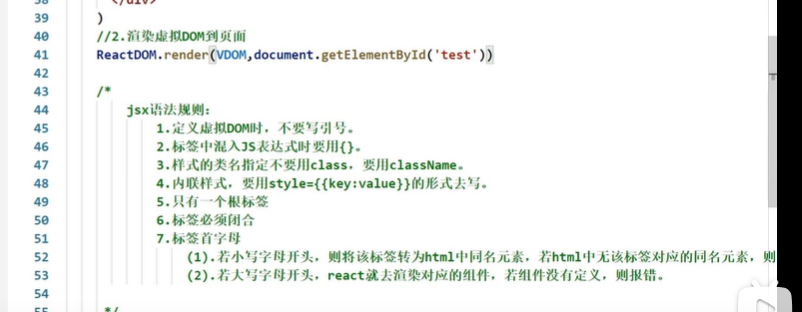 38 </div>
39 )
40 //2.渲染虚拟DOM到页面
41 ReactDOM.render(VDOM,document.getElementById('test'))
42
43 /*
44 jsx语法规则：
45 1.定义虚拟DOM时，不要写引号。
46 2.标签中混入JS表达式时要用{}。
47 3.样式的类名指定不要用class，要用className。
48 4.内联样式，要用style={{key:value}}的形式去写。
49 5.只有一个根标签
50 6.标签必须闭合
51 7.标签首字母
52 (1).若小写字母开头，则将该标签转为html中同名元素，若html中无该标签对应的同名元素，则
53 (2).若大写字母开头，react就去渲染对应的组件，若组件没有定义，则报错。
54
55 */